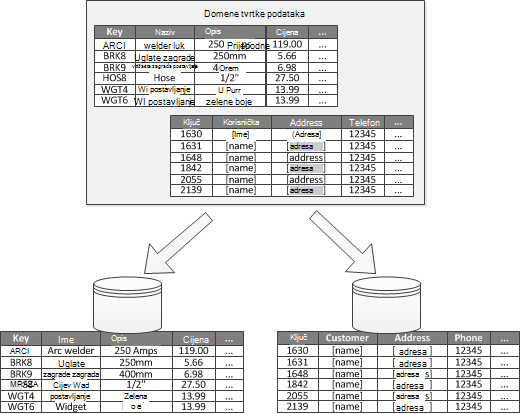 Domene tvrtke podataka
Key Naziv Opis Cijena ...
ARCI welder luk 250 Prijepodne 119.00 ...
BRK8 Uglate zagrade 250mm 5.66 ...
BRK9 zagrada 4 Orem 6.98 ...
HOS8 Hose 1/2" 27.50 ...
WGT4 WI postavljanje U Purr 13.99 ...
WGT6 WI postavljanje zelene boje 13.99 ...
Ključ Korisnička Address Telefon ...
1630 [Ime] (Adresa] 12345 ...
1631 [name] [adresa 12345 ...
1648 [name] [address] 12345 ...
1842 [name] [adresa 12345 ...
2055 [name] [address] 12345 ...
2139 [name] [adresa 12345 ...
Key Ime Opis Cijena ...
ARCI Arc welder 250 Amps 119.00 ...
BRK8 Uglate 250mm 5.66 ...
BRK9 zagrade zagrada 400mm 6.98 ...
Cijev Wad 1/2" 27.50 ...
WGT4 postavljanje Zelena 13.99 ...
WGT6 Widget 13.99 ...
Ključ Customer Address Phone ...
1630 [name] [ adresa ] 12345 ...
1631 [name] [ adresa ] 12345 ...
1648 [name] [adresa s] 12345 ...
1842 [name] [ adresa ] 12345 ...
2055 [name] [adresa s] 12345 ...
2139 [name] [ adresa ] 12345 ...